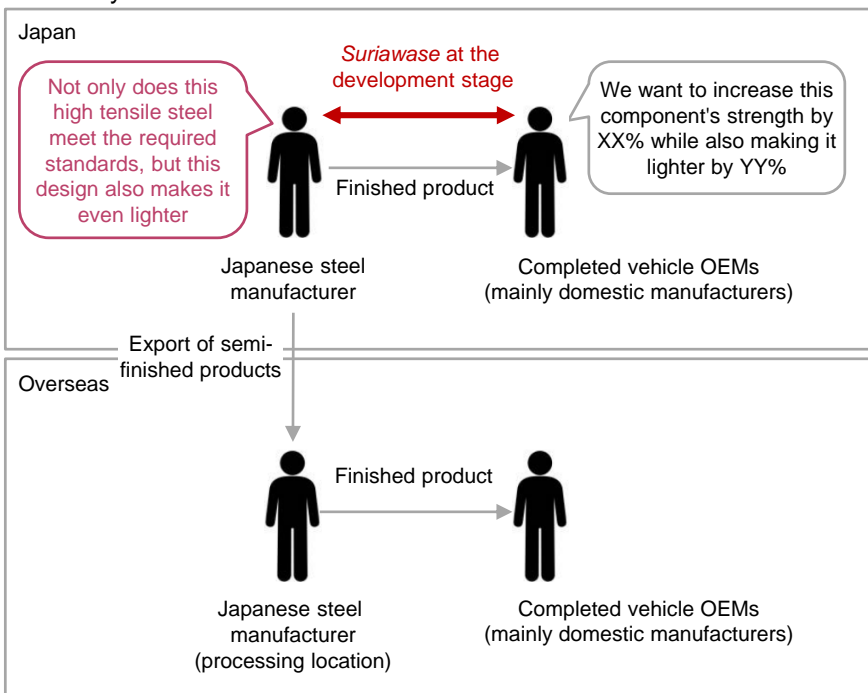 Japan
Suriawase at the
development stage
Not only does this
high tensile steel
meet the required
standards, but this
design also makes it
even lighter
We want to increase this
component's strength by
XX% while also making it
lighter by YY%
Finished product
Japanese steel
manufacturer
Completed vehicle OEMs
(mainly domestic manufacturers)
Export of semi-
finished products
Overseas
Finished product
Japanese steel
manufacturer
(processing location)
Completed vehicle OEMs
(mainly domestic manufacturers)